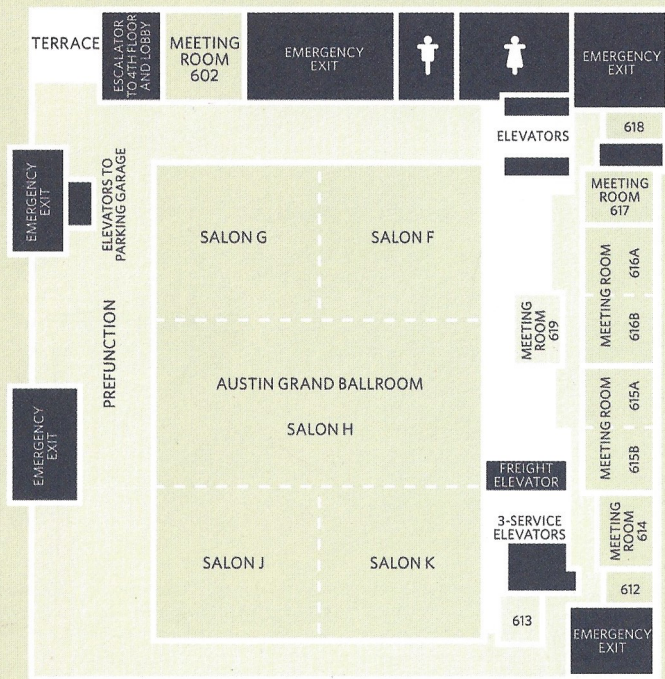 TERRACE
ESCALATOR
TO 4TH FLOOR
AND LOBBY
MEETING
ROOM
602
EMERGENCY
EXIT
EMERGENCY
EXIT
ELEVATORS
618
EMERGENCY
EXIT
ELEVATORS TO
PARKING GARAGE
MEETING
ROOM
617
SALON G
SALON F
MEETING ROOM
616A
616B
PREFUNCTION
MEETING
ROOM
619
AUSTIN GRAND BALLROOM
SALON H
MEETING ROOM
615A
615B
EMERGENCY
EXIT
FREIGHT
ELEVATOR
3-SERVICE
ELEVATORS
MEETING
ROOM
614
SALON J
SALON K
612
613
EMERGENCY
EXIT